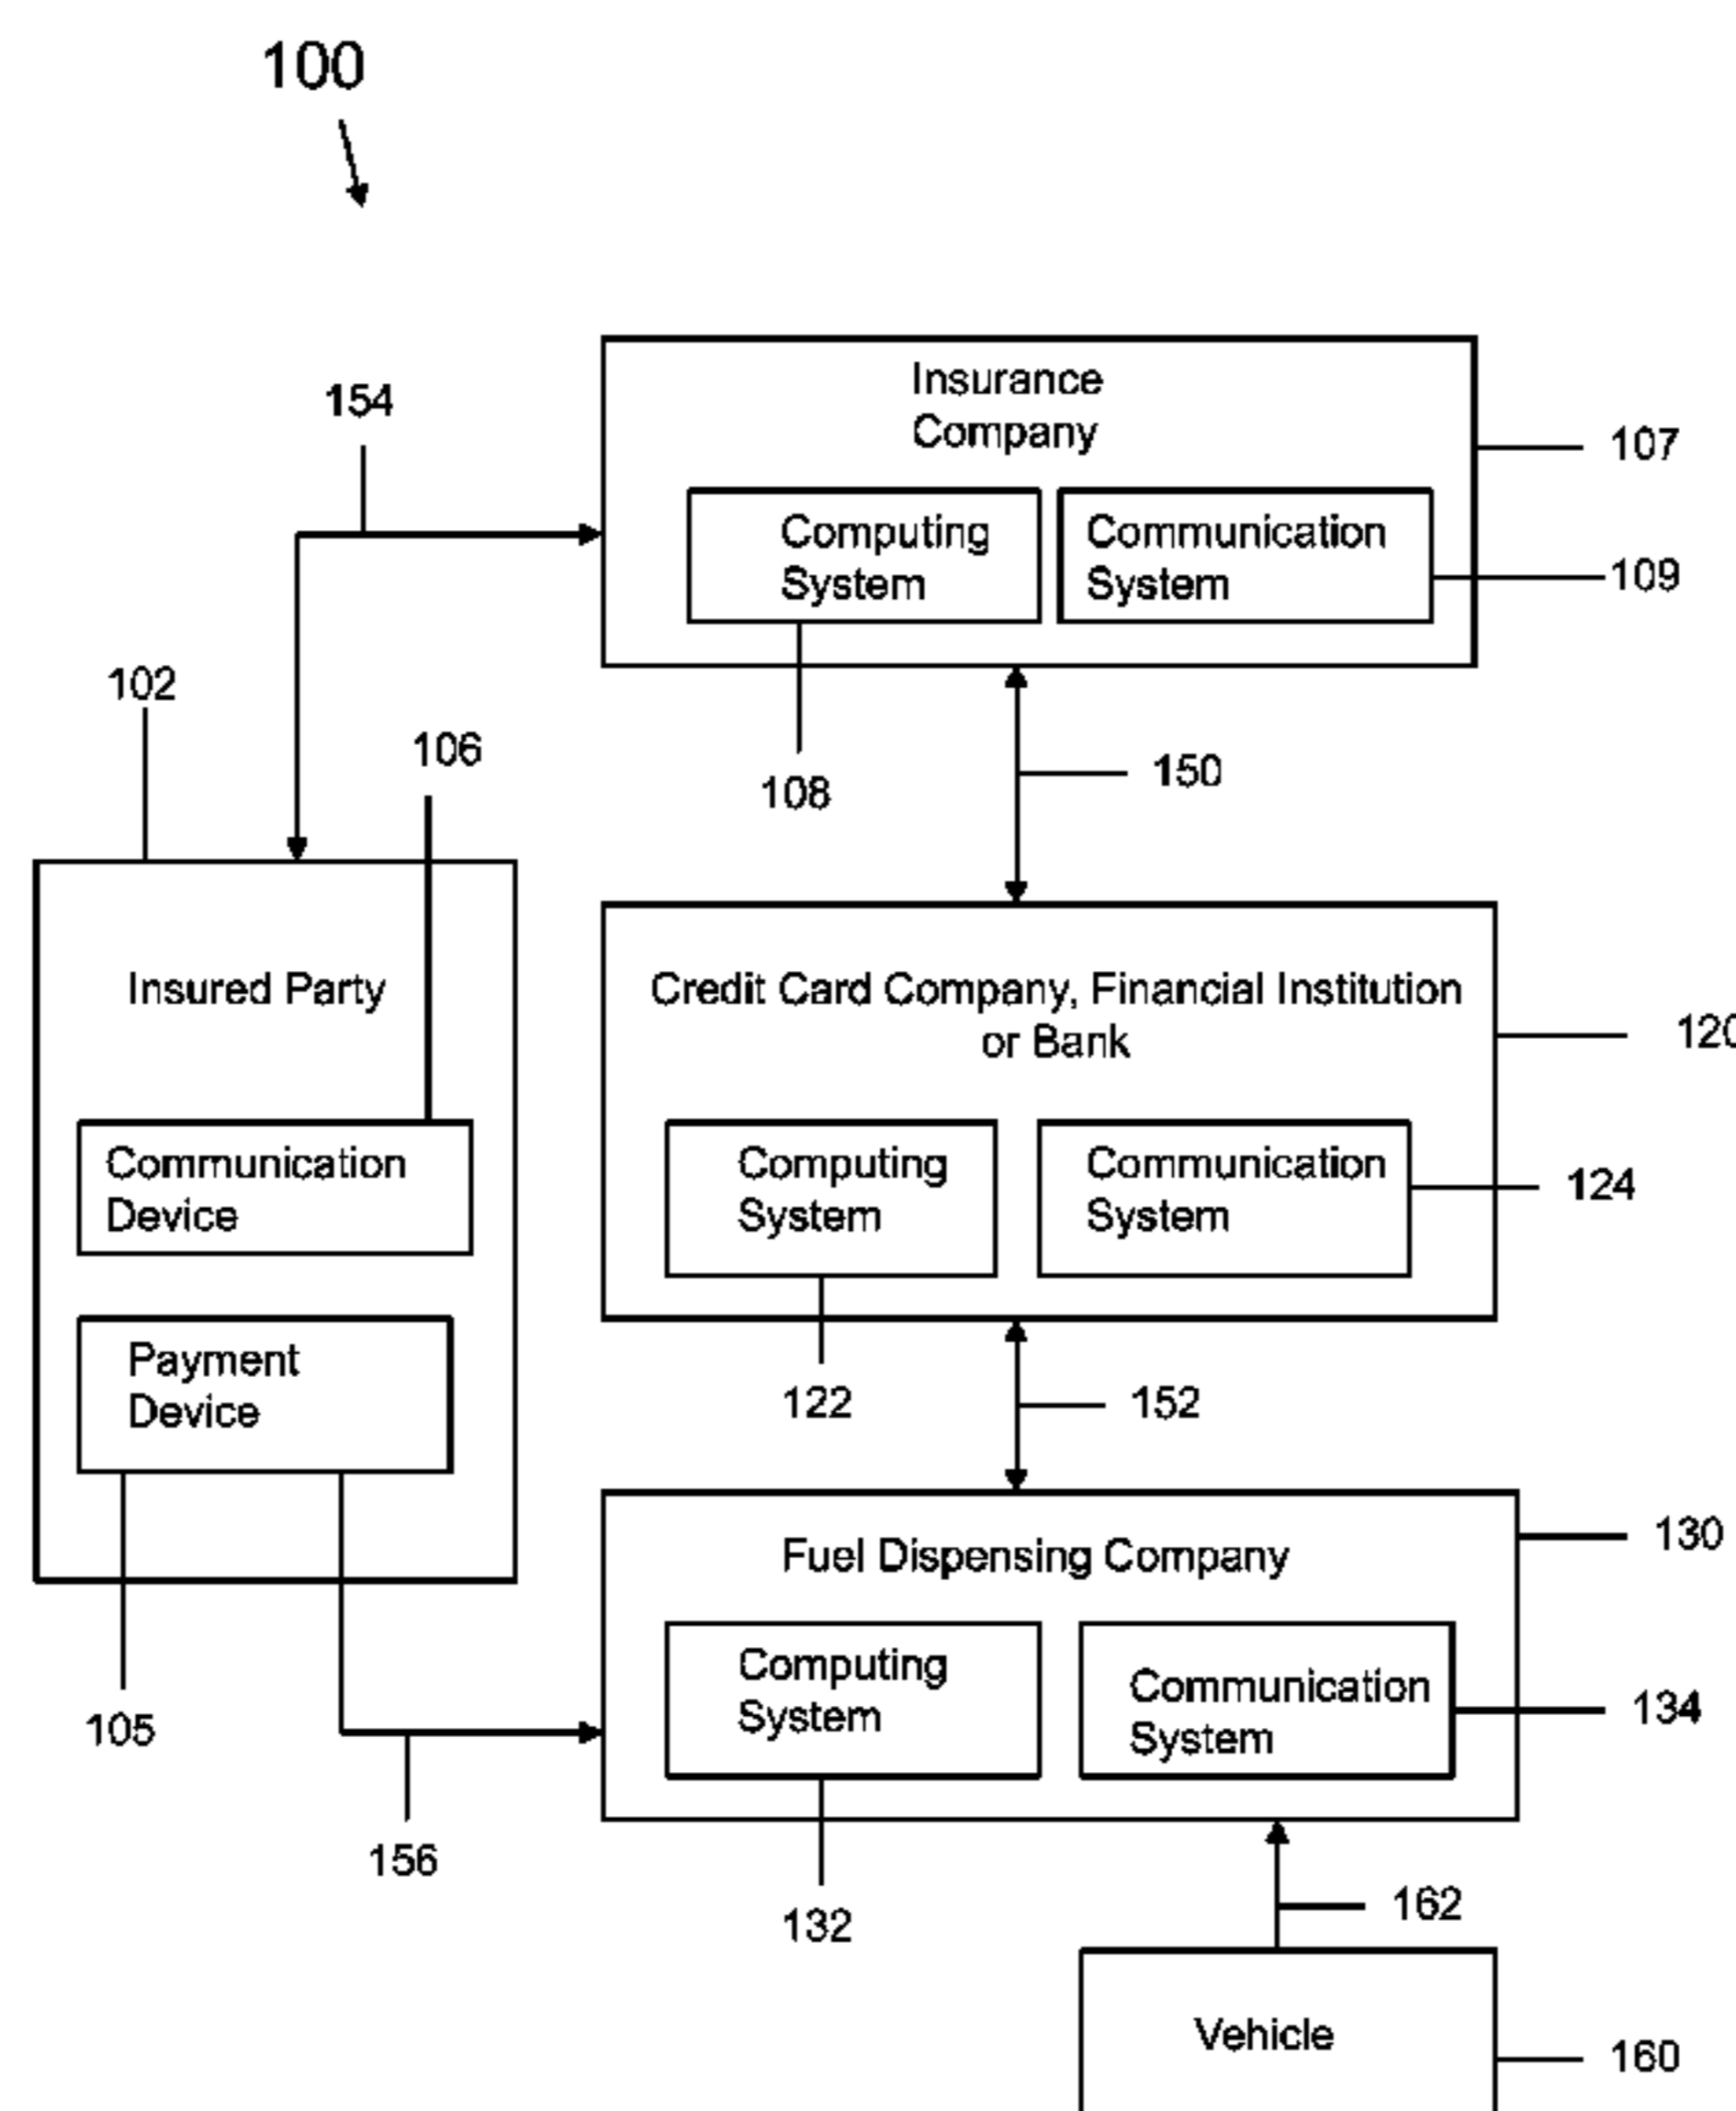 100
Insurance
Company
154
107
Computing
System
Communication
System
109
102
106
108
150
Insured Party
Credit Card Company, Financial Institution
or Bank
120
Communication
Device
Computing
System
Communication
System
124
Payment
Device
122
152
130
Fuel Dispensing Company
Computing
System
Communication
System
134
105
156
132
162
Vehicle
160